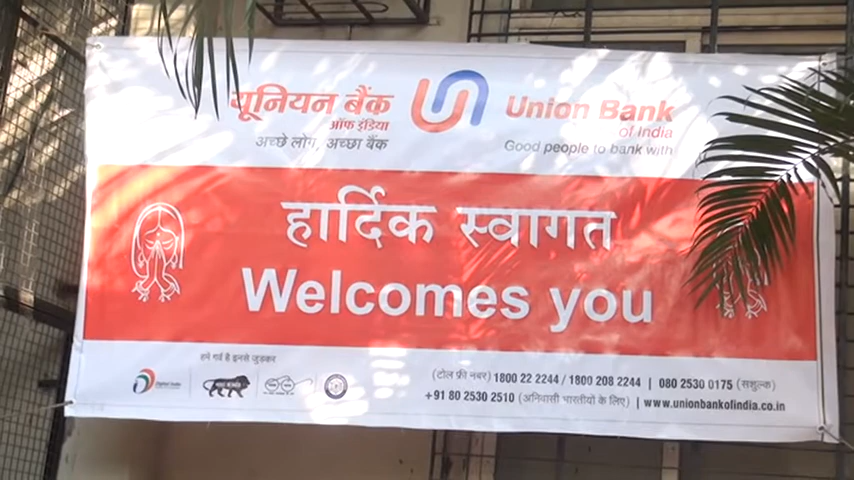 यूनियन बैंक
ऑफ इंडिया
अच्छे लोग, अच्छा बैंक
Union Bank
of India
Good people to bank with
हार्दिक स्वागत
Welcomes you
हमें गर्व है इनसे जुड़कर
Digital India
(टोल फ्री नंबर) 1800 22 2244 / 1800 208 2244 | 080 2530 0175 (सशुल्क)
+91 80 2530 2510 (अनिवासी भारतीयों के लिए) | www.unionbankofindia.co.in